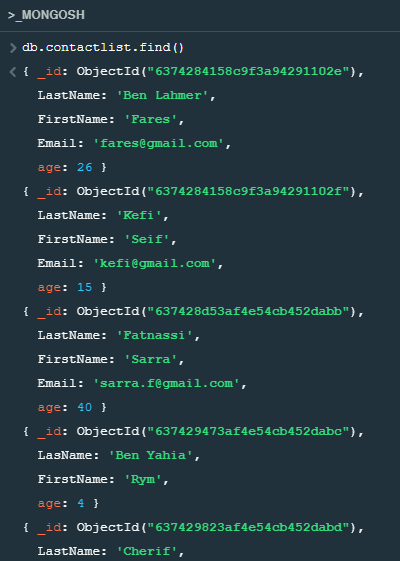 >_MONGOSH
> db.contactlist.find()
< { _id: ObjectId("6374284158c9f3a94291102e"),
LastName: 'Ben Lahmer',
FirstName: 'Fares',
Email: 'fares@gmail.com',
age: 26 }
{ _id: ObjectId("6374284158c9f3a94291102f"),
LastName: 'Kefi',
FirstName: 'Seif',
Email: 'kefi@gmail.com',
age: 15 }
{ _id: ObjectId("637428d53af4e54cb452dabb"),
LastName: 'Fatnassi',
FirstName: 'Sarra',
Email: 'sarra.f@gmail.com',
age: 40 }
{ _id: ObjectId("637429473af4e54cb452dabc"),
LasName: 'Ben Yahia',
FirstName: 'Rym',
age: 4 }
{ _id: ObjectId("637429823af4e54cb452dabd"),
LastName: 'Cherif',